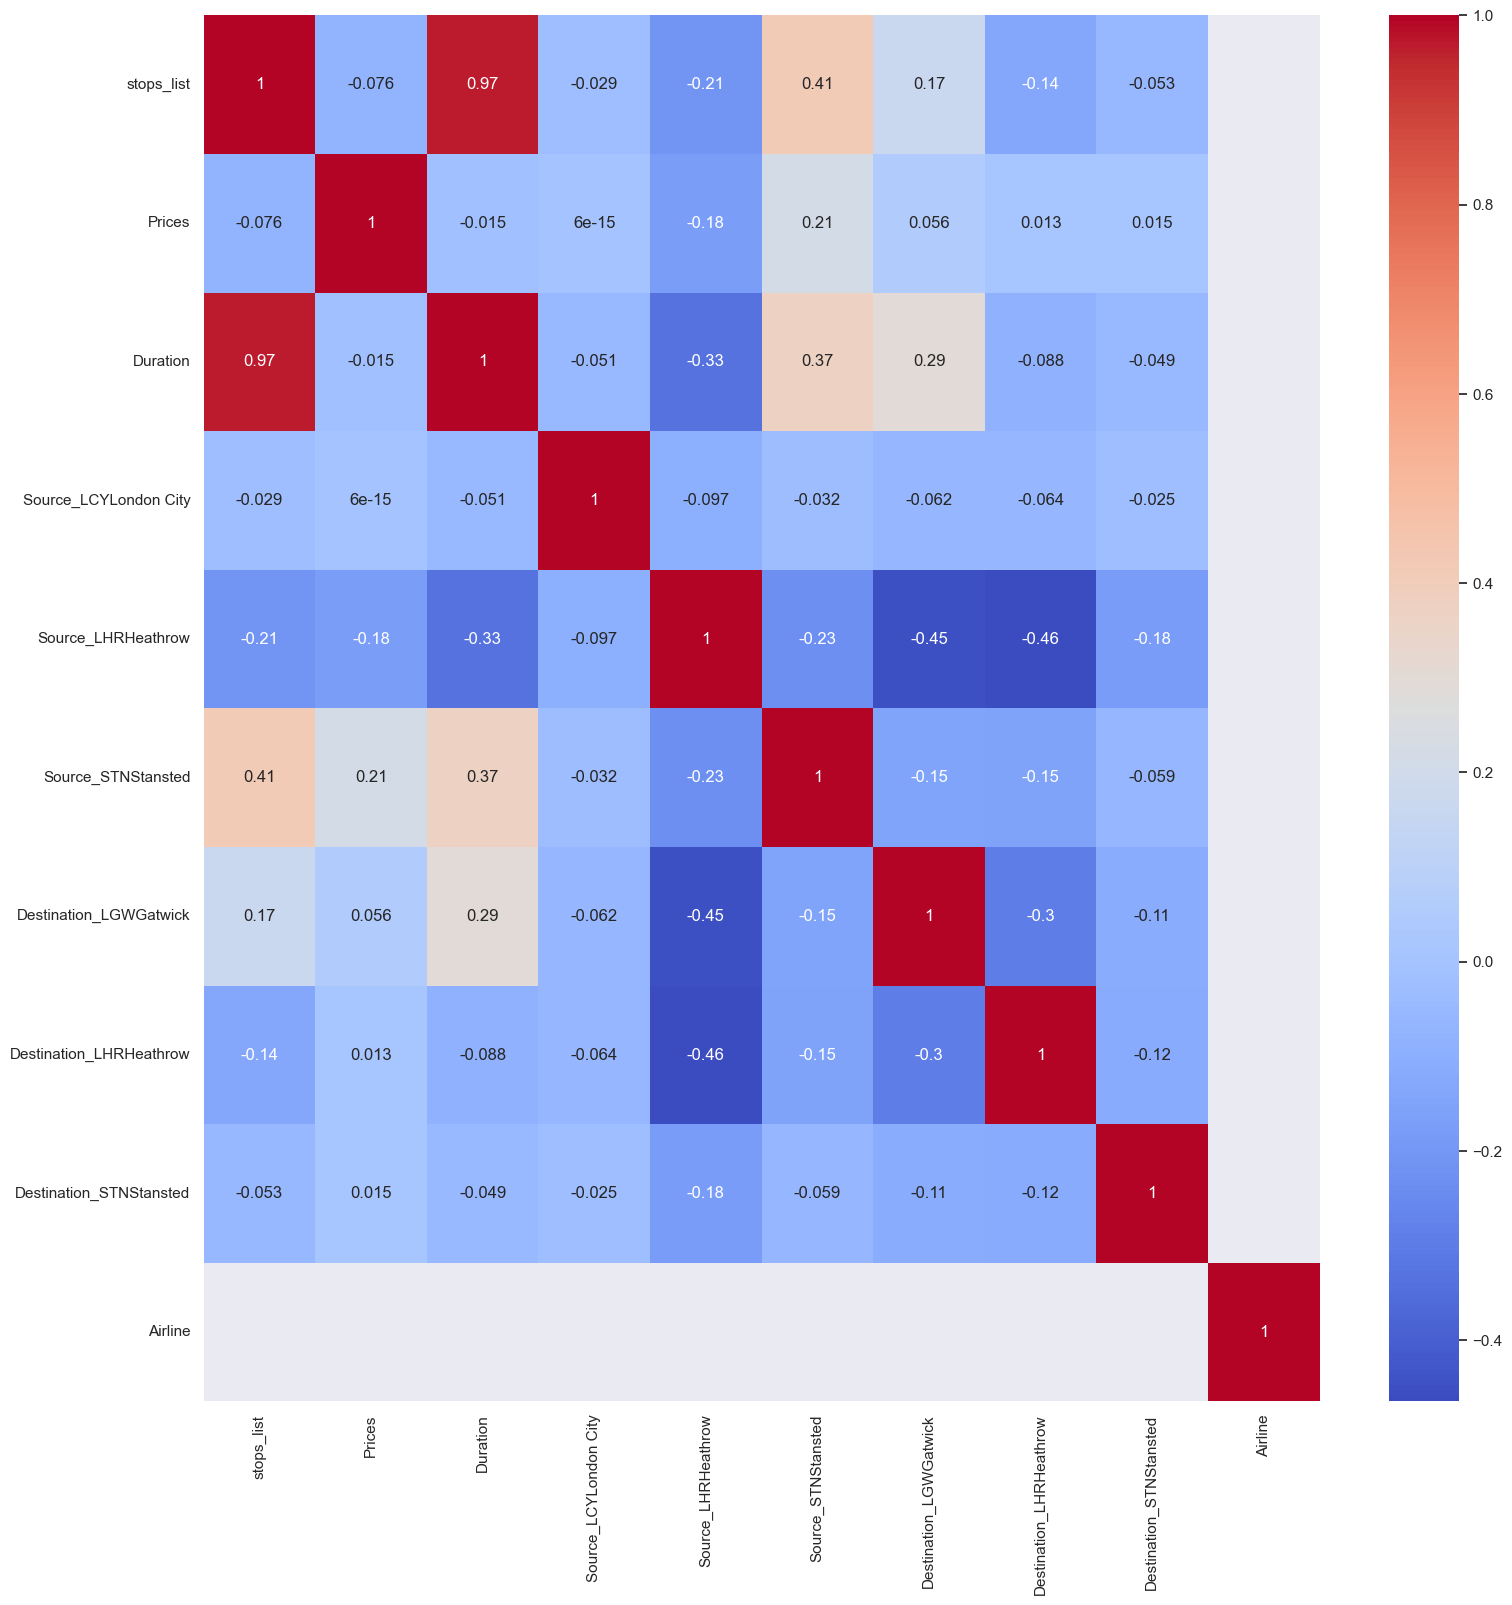 stops_list 1 -0.076 0.97 -0.029 -0.21 0.41 0.17 -0.14 -0.053
Prices -0.076 1 -0.015 6e-15 -0.18 0.21 0.056 0.013 0.015
Duration 0.97 -0.015 1 -0.051 -0.33 0.37 0.29 -0.088 -0.049
Source_LCYLondon City -0.029 6e-15 -0.051 1 -0.097 -0.032 -0.062 -0.064 -0.025
Source_LHRHeathrow -0.21 -0.18 -0.33 -0.097 1 -0.23 -0.45 -0.46 -0.18
Source_STNStansted 0.41 0.21 0.37 -0.032 -0.23 1 -0.15 -0.15 -0.059
Destination_LGWGatwick 0.17 0.056 0.29 -0.062 -0.45 -0.15 1 -0.3 -0.11
Destination_LHRHeathrow -0.14 0.013 -0.088 -0.064 -0.46 -0.15 -0.3 1 -0.12
Destination_STNStansted -0.053 0.015 -0.049 -0.025 -0.18 -0.059 -0.11 -0.12 1
Airline 1
stops_list
Prices
Duration
Source_LCYLondon City
Source_LHRHeathrow
Source_STNStansted
Destination_LGWGatwick
Destination_LHRHeathrow
Destination_STNStansted
Airline
1.0
0.8
0.6
0.4
0.2
0.0
−0.2
−0.4